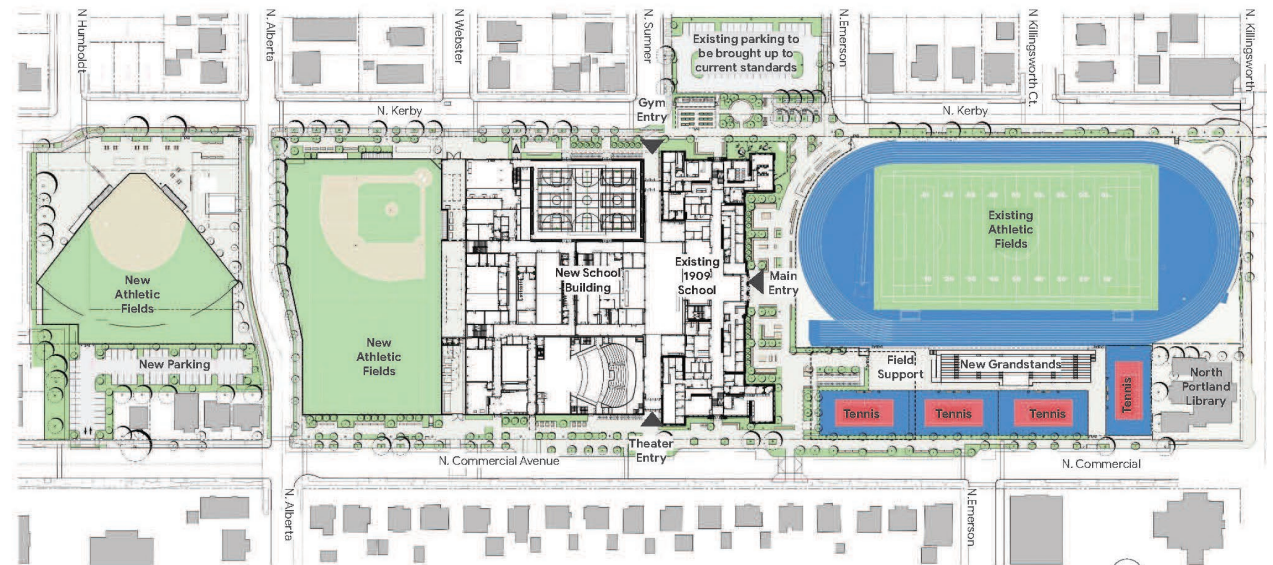 N Humboldt
N. Alberta
N Webster
N. Sumner
N.Emerson
N Killingsworth Ct.
N. Killingsworth
Existing parking to
be brought up to
current standards
N. Kerby
Gym
Entry
N. Kerby
New
Athletic
Fields
New Parking
New
Athletic
Fields
New School
Building
Existing
1909
School
Main
Entry
Existing
Athletic
Fields
Field
Support
New Grandstands
Tennis
Tennis
Tennis
Tennis
North
Portland
Library
Theater
Entry
N. Commercial Avenue
N. Commercial
N. Alberta
N.Emerson